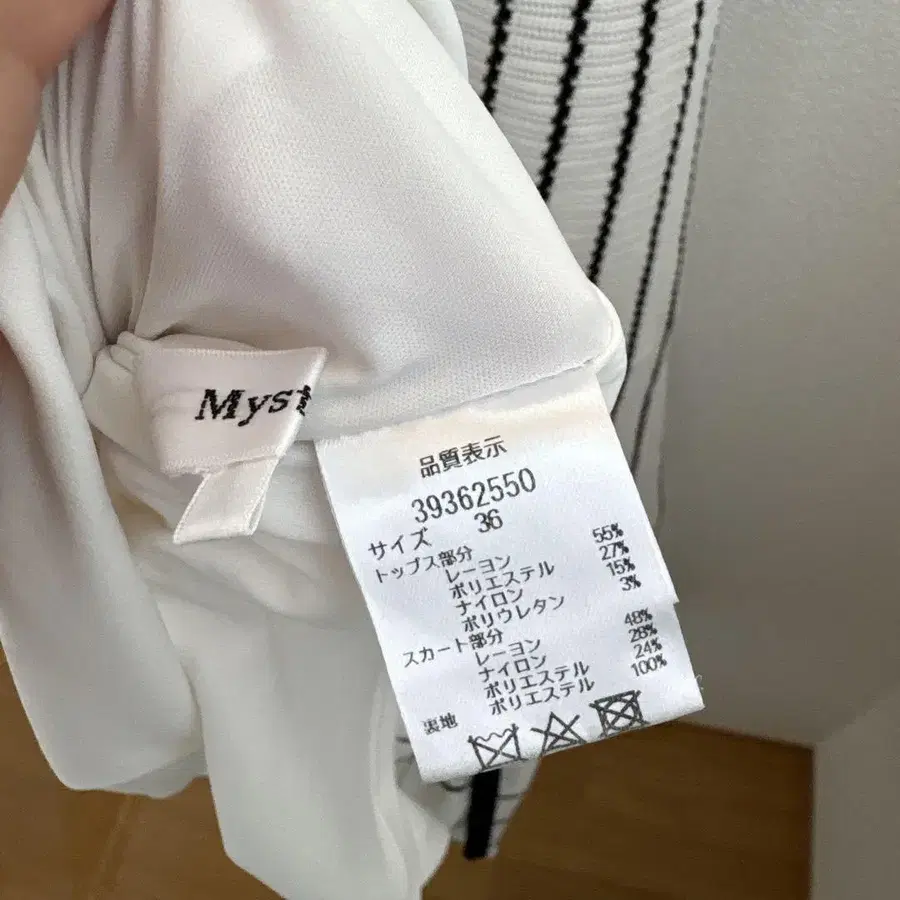 Myst
品質表示
39362550
サイズ 36
トップス部分
レーヨン 55%
ポリエステル 27%
ナイロン 15%
ポリウレタン 3%
スカート部分
レーヨン 48%
ナイロン 28%
ポリエステル 24%
裏地 ポリエステル 100%